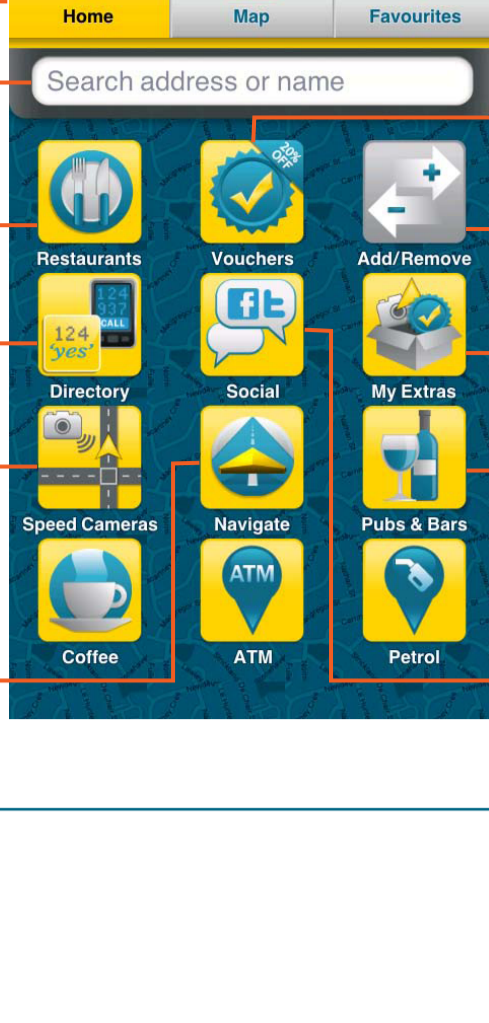 Home Map Favourites
Search address or name
20% OFF
Restaurants Vouchers Add/Remove
124 937 CALL
124 'yes'
Directory Social My Extras
Speed Cameras Navigate Pubs & Bars
ATM
Coffee ATM Petrol